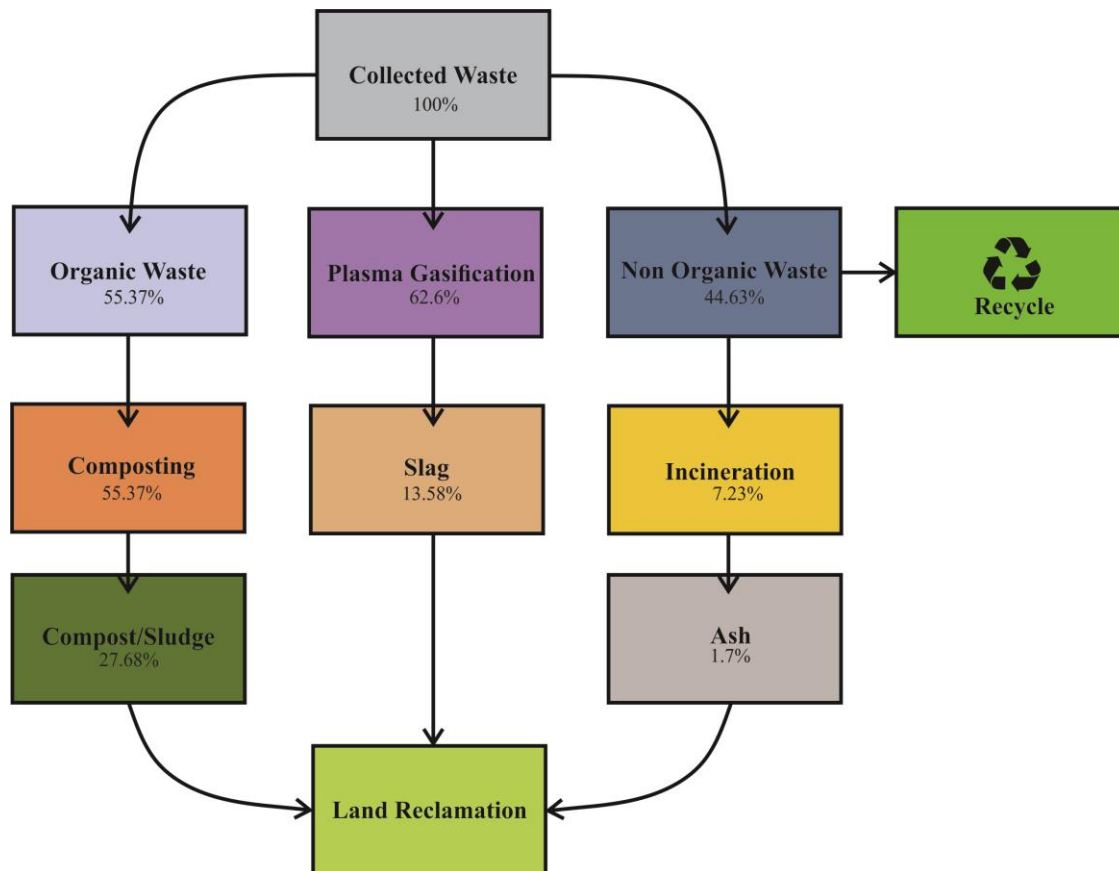 Collected Waste
100%
Organic Waste
55.37%
Plasma Gasification
62.6%
Non Organic Waste
44.63%
Recycle
Composting
55.37%
Slag
13.58%
Incineration
7.23%
Compost/Sludge
27.68%
Ash
1.7%
Land Reclamation